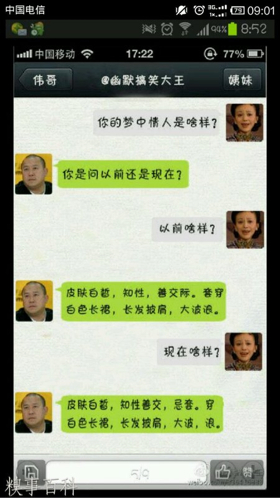 中国电信 09:01
99% 8:52
中国移动 17:22 77%
伟哥 @幽默搞笑大王 姨妹
你的梦中情人是啥样?
你是问以前还是现在?
以前啥样?
皮肤白皙，知性，善交际。喜穿
白色长裙，长发披肩，大波浪。
现在啥样?
皮肤白皙，知性善交，忌套。穿
白色长裙，长发披肩，大波，浪。
糗事百科